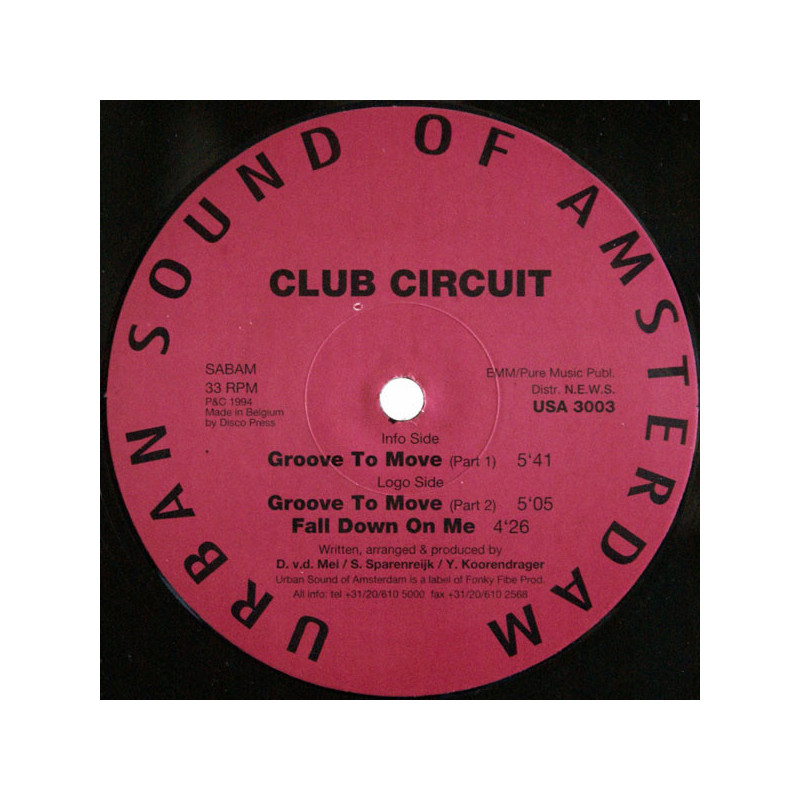 URBAN SOUND OF AMSTERDAM
CLUB CIRCUIT
SABAM
33 RPM
P&C 1994
Made in Belgium
by Disco Press
EMM/Pure Music Publ.
Distr. N.E.W.S.
USA 3003
Info Side
Groove To Move (Part 1) 5'41
Logo Side
Groove To Move (Part 2) 5'05
Fall Down On Me 4'26
Written, arranged & produced by
D. v.d. Mei / S. Sparenreijk / Y. Koorendrager
Urban Sound of Amsterdam is a label of Fonky Fibe Prod.
All info: tel +31/20/610 5000 fax +31/20/610 2568